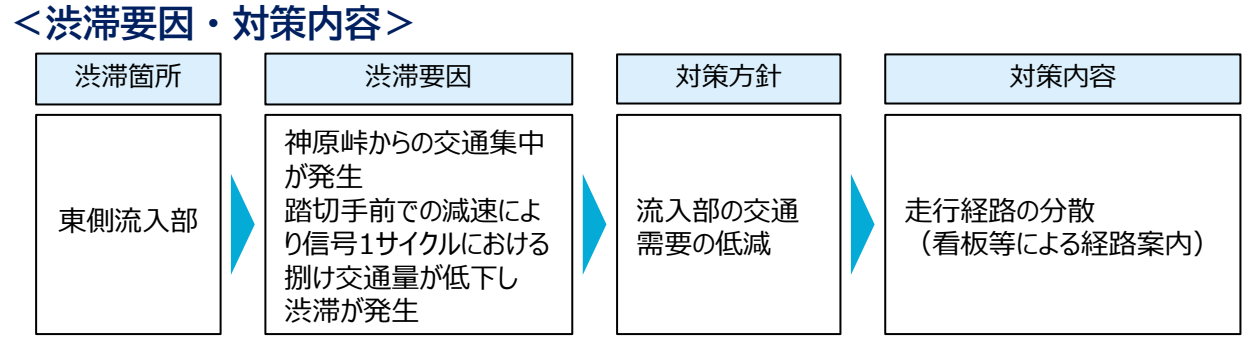 ＜渋滞要因・対策内容＞
渋滞箇所
渋滞要因
対策方針
対策内容
東側流入部
神原峠からの交通集中
が発生
踏切手前での減速によ
り信号1サイクルにおける
捌け交通量が低下し
渋滞が発生
流入部の交通
需要の低減
走行経路の分散
（看板等による経路案内）